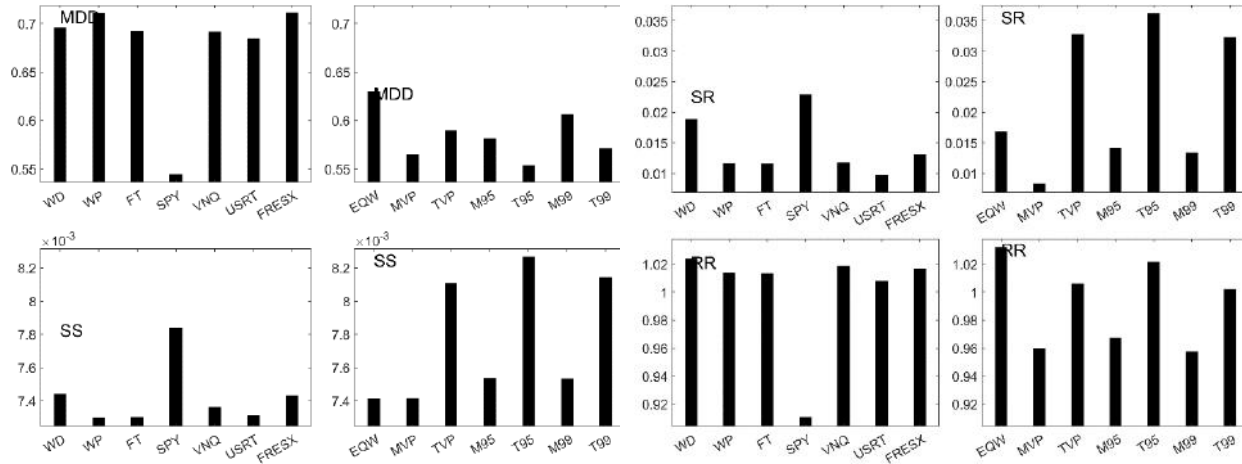 MDD
0.7
0.65
0.6
0.55
WD WP FT SPY VNQ USRT FRESX
MDD
0.7
0.65
0.6
0.55
EQW MVP TVP M95 T95 M99 T99
SR
0.035
0.03
0.025
0.02
0.015
0.01
WD WP FT SPY VNQ USRT FRESX
SR
0.035
0.03
0.025
0.02
0.015
0.01
EQW MVP TVP M95 T95 M99 T99
×10⁻³
SS
8.2
8
7.8
7.6
7.4
WD WP FT SPY VNQ USRT FRESX
×10⁻³
SS
8.2
8
7.8
7.6
7.4
EQW MVP TVP M95 T95 M99 T99
RR
1.02
1
0.98
0.96
0.94
0.92
WD WP FT SPY VNQ USRT FRESX
RR
1.02
1
0.98
0.96
0.94
0.92
EQW MVP TVP M95 T95 M99 T99